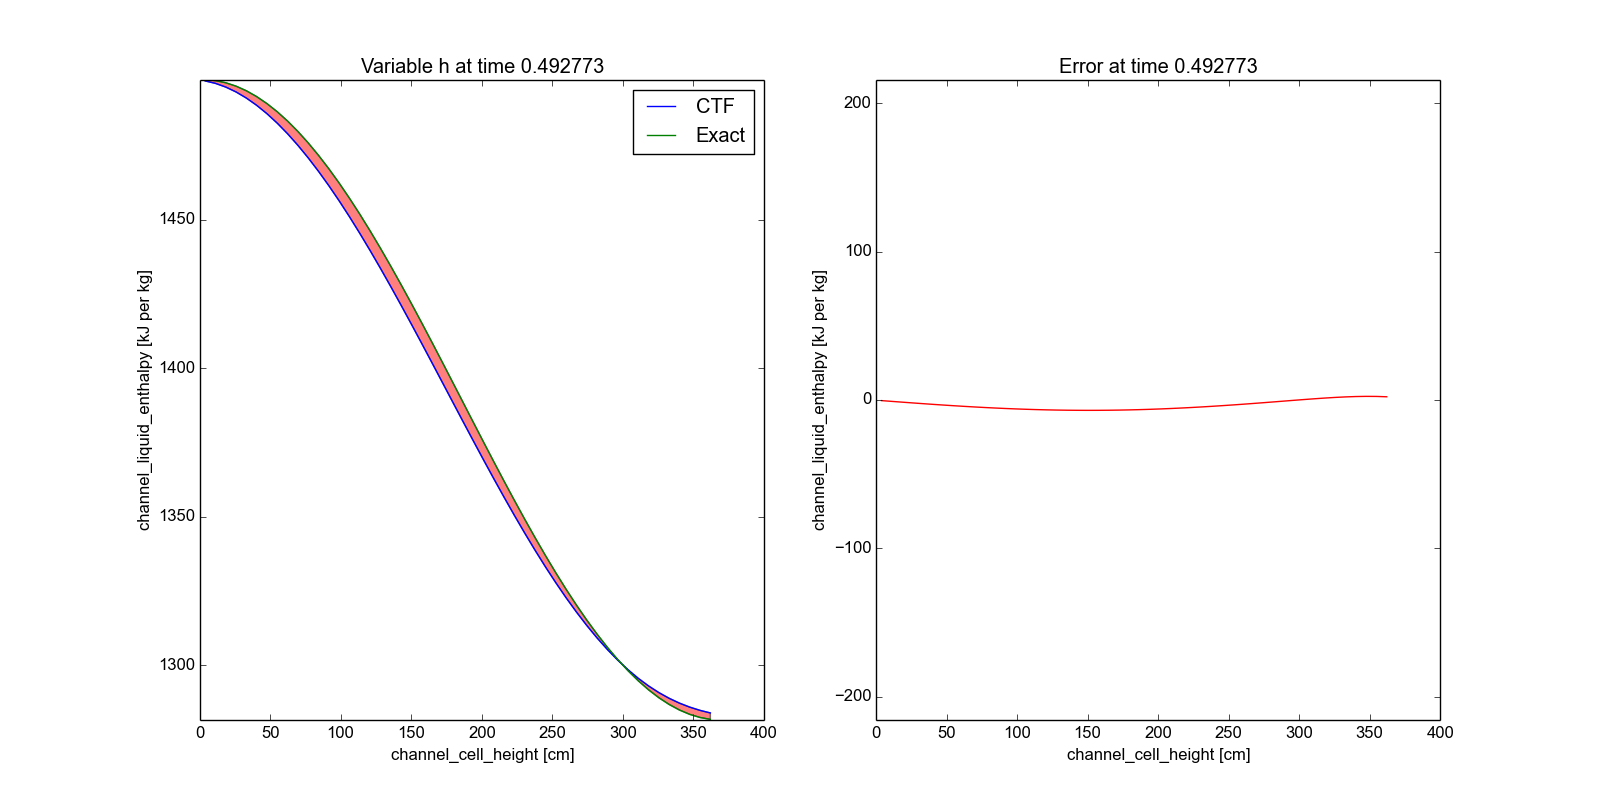 Variable h at time 0.492773
CTF
Exact
1450
1400
1350
1300
0 50 100 150 200 250 300 350 400
channel_cell_height [cm]
channel_liquid_enthalpy [kJ per kg]
Error at time 0.492773
200
100
0
−100
−200
0 50 100 150 200 250 300 350 400
channel_cell_height [cm]
channel_liquid_enthalpy [kJ per kg]